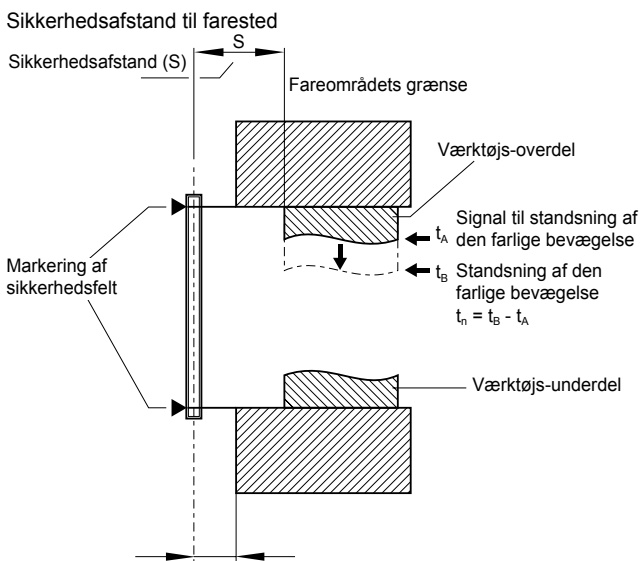 Sikkerhedsafstand til farested
S
Sikkerhedsafstand (S)
Fareområdets grænse
Værktøjs-overdel
tA Signal til standsning af
den farlige bevægelse
Markering af
sikkerhedsfelt
tB Standsning af den
farlige bevægelse
tn = tB - tA
Værktøjs-underdel